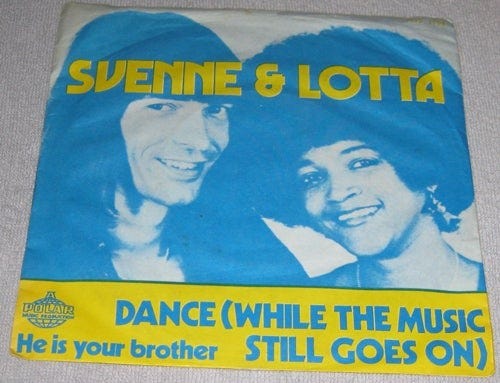 SVENNE & LOTTA
POLAR
MUSIC PRODUCTION
DANCE (WHILE THE MUSIC
He is your brother STILL GOES ON)